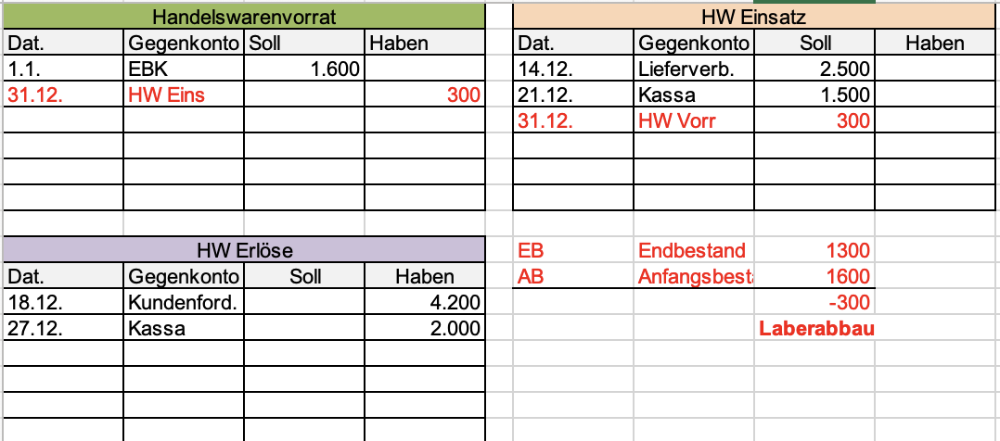 Handelswarenvorrat
Dat. Gegenkonto Soll Haben
1.1. EBK 1.600
31.12. HW Eins 300
HW Einsatz
Dat. Gegenkonto Soll Haben
14.12. Lieferverb. 2.500
21.12. Kassa 1.500
31.12. HW Vorr 300
HW Erlöse
Dat. Gegenkonto Soll Haben
18.12. Kundenford. 4.200
27.12. Kassa 2.000
EB Endbestand 1300
AB Anfangsbest 1600
-300
Laberabbau